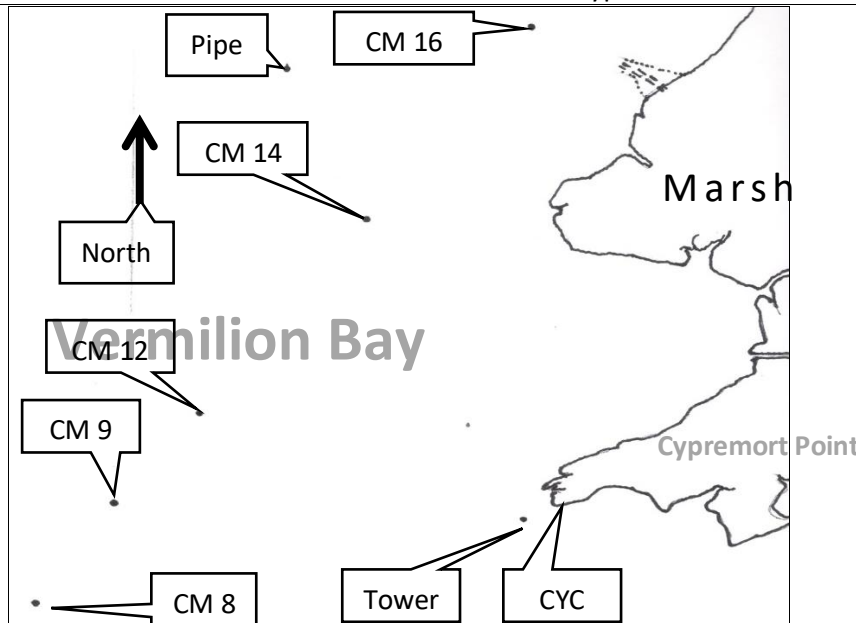 Pipe
CM 16
CM 14
Marsh
North
Vermilion Bay
CM 12
CM 9
Cypremort Point
CM 8
Tower
CYC